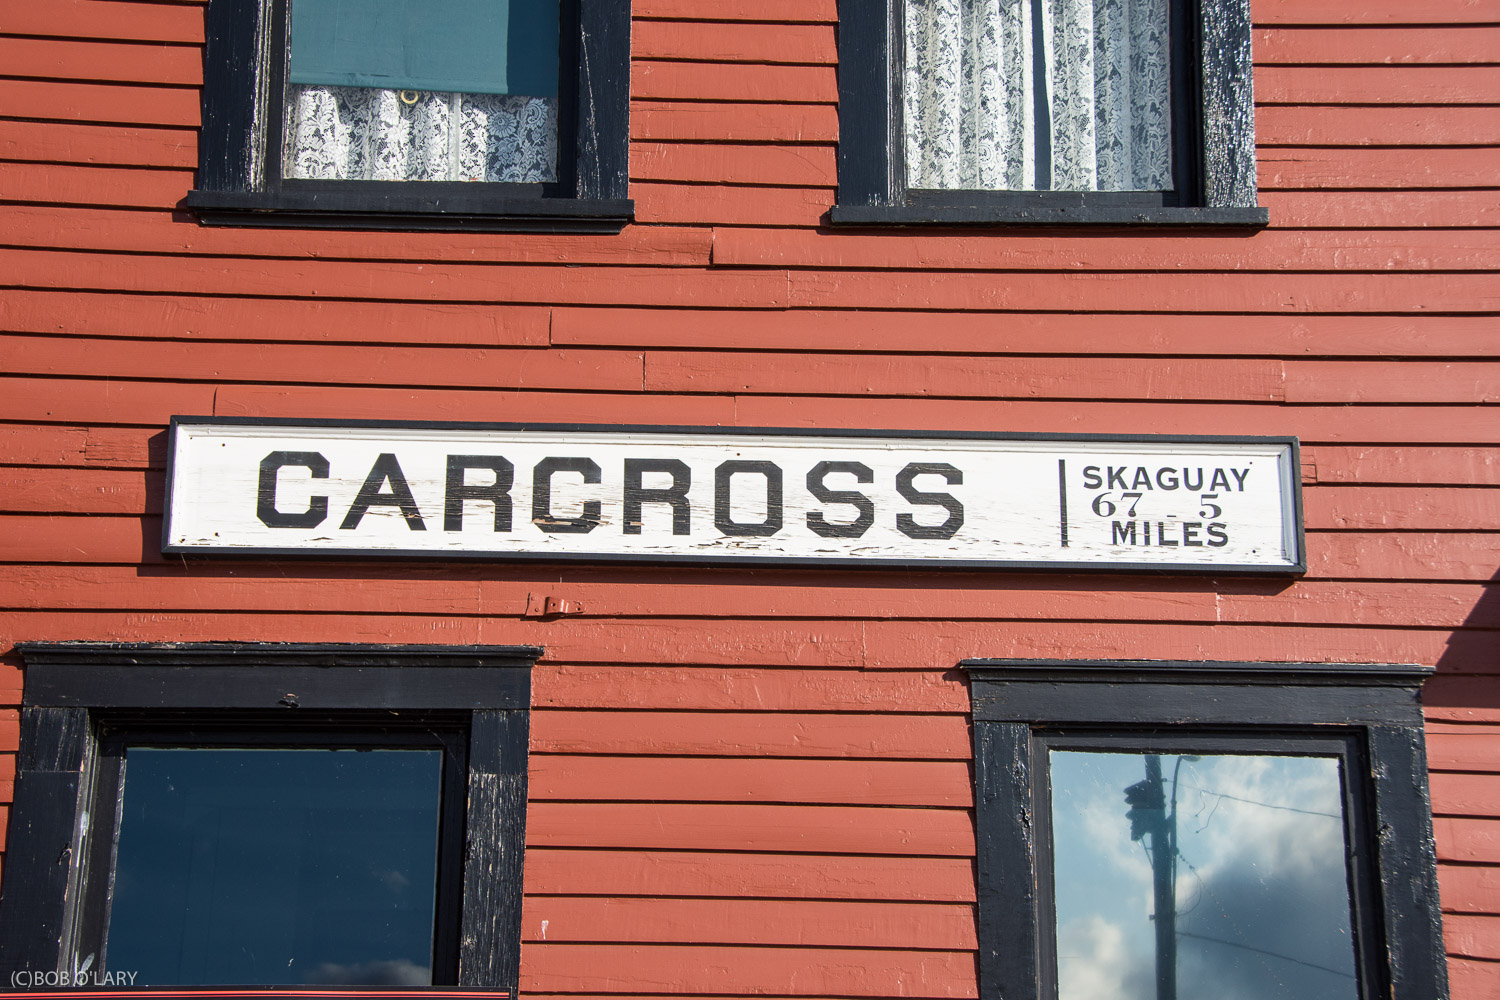 CARCROSS
SKAGUAY
67 - 5
MILES
(C)BOB O'LARY